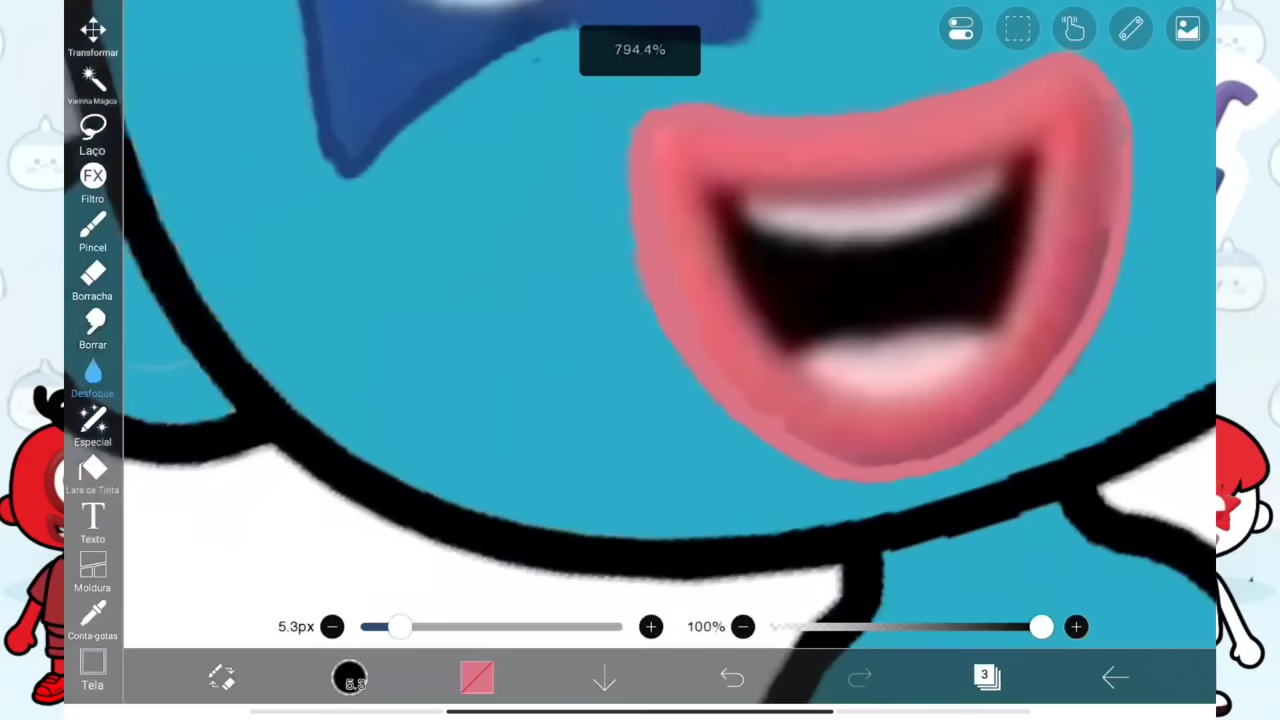 794.4%
Transformar
Varinha Mágica
Laço
FX
Filtro
Pincel
Borracha
Borrar
Desfoque
Especial
Lata de Tinta
T
Texto
Moldura
Conta-gotas
Tela
5.3px
100%
5.3
3